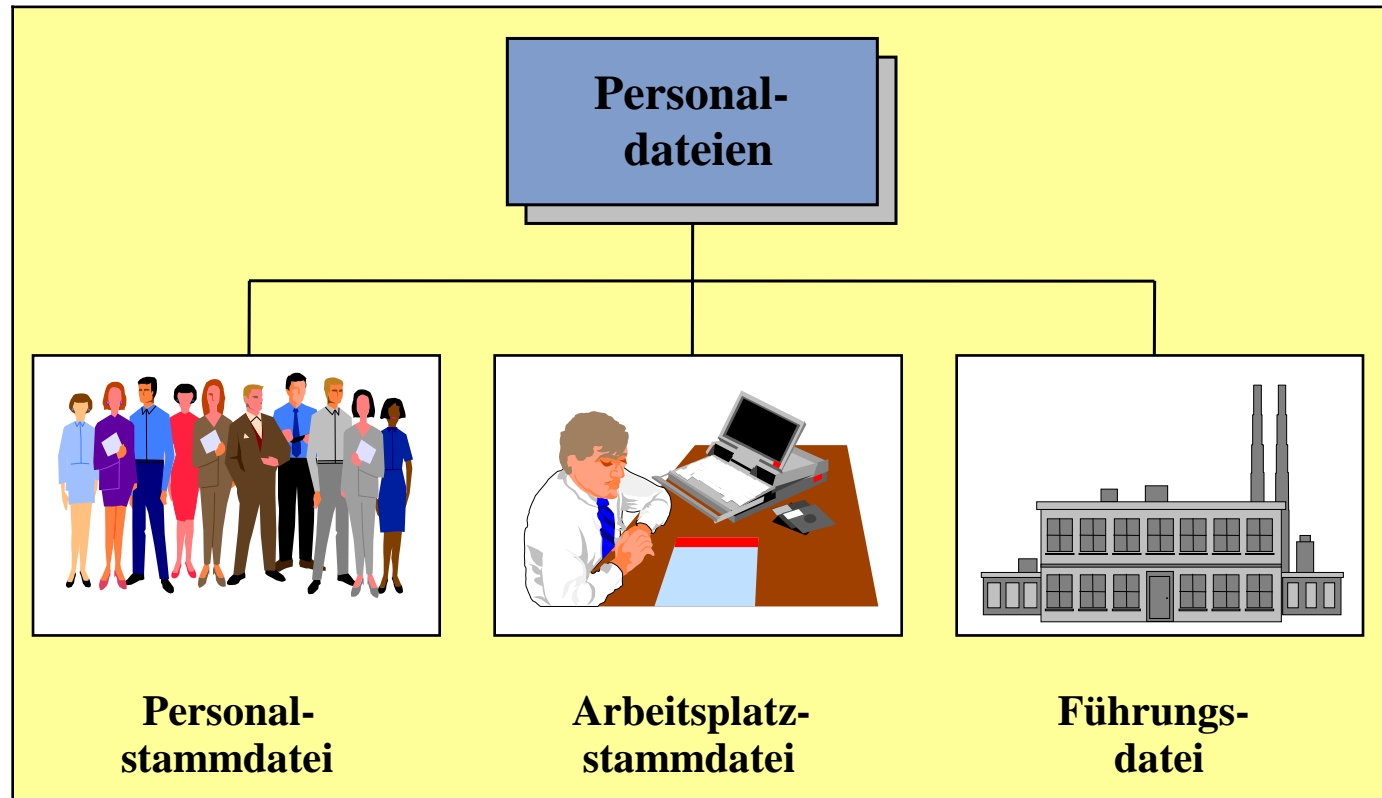 Personal-
dateien
Personal-
stammdatei
Arbeitsplatz-
stammdatei
Führungs-
datei